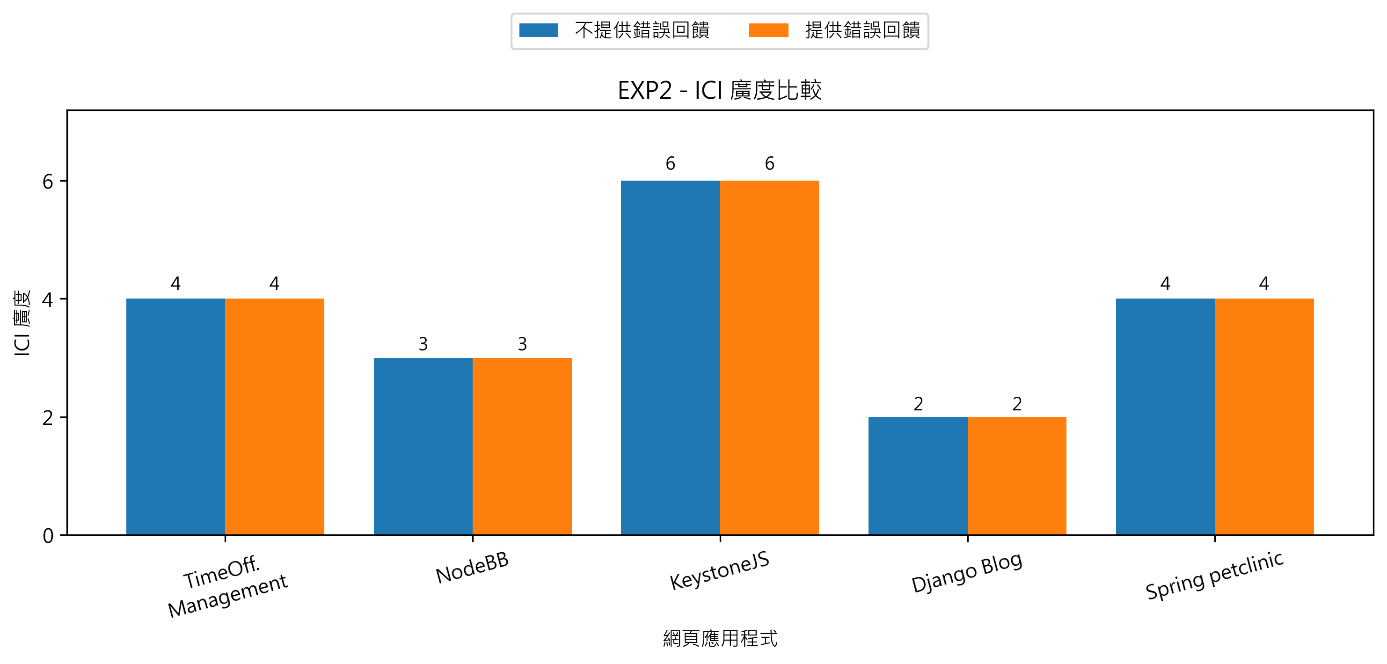 不提供錯誤回饋
提供錯誤回饋
EXP2 - ICI 廣度比較
ICI 廣度
6
4
2
0
4
4
3
3
6
6
2
2
4
4
TimeOff.
Management
NodeBB
KeystoneJS
Django Blog
Spring petclinic
網頁應用程式